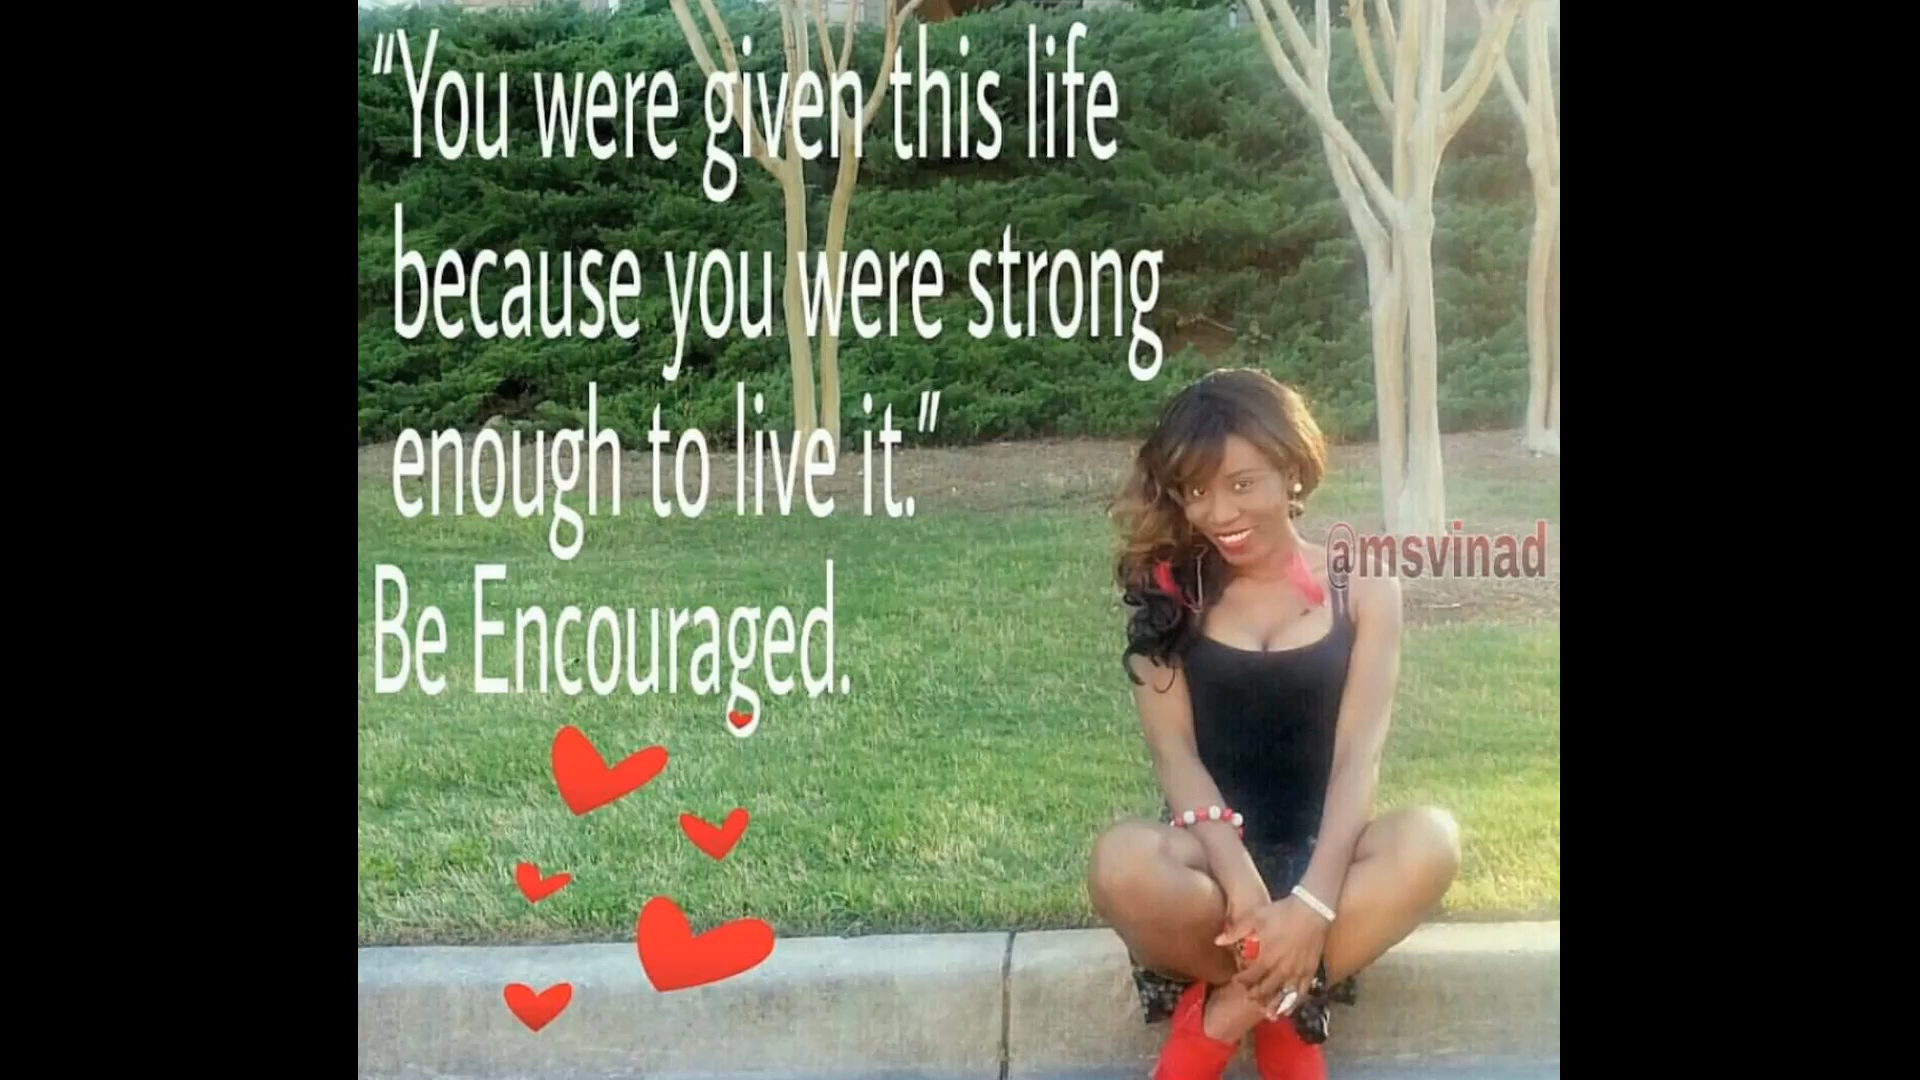 “You were given this life
because you were strong
enough to live it.”
Be Encouraged.
@msvinad